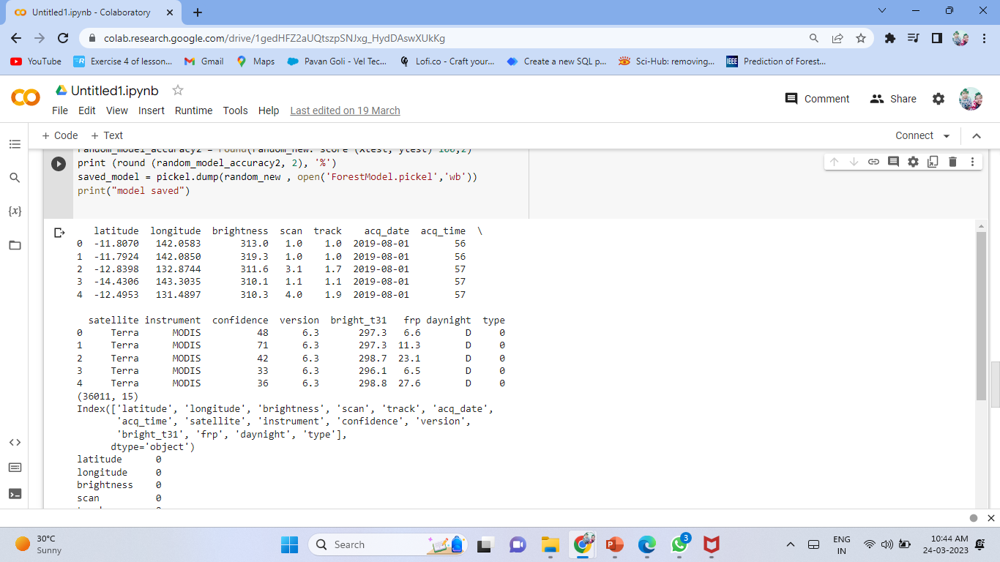 Untitled1.ipynb - Colaboratory
colab.research.google.com/drive/1gedHFZ2aUQtszpSNJxg_HydDAswXUkKg
YouTube Exercise 4 of lesson... Gmail Maps Pavan Goli - Vel Tec... Lofi.co - Craft your... Create a new SQL p... Sci-Hub: removing... IEEE Prediction of Forest...
Untitled1.ipynb
File Edit View Insert Runtime Tools Help Last edited on 19 March
Comment Share
+ Code + Text Connect
random_model_accuracy2 = round(random_new. score (Xtest, ytest)*100,2)
print (round (random_model_accuracy2, 2), '%')
saved_model = pickel.dump(random_new , open('ForestModel.pickel','wb'))
print("model saved")
{x}
latitude longitude brightness scan track acq_date acq_time \
0 -11.8070 142.0583 313.0 1.0 1.0 2019-08-01 56
1 -11.7924 142.0850 319.3 1.0 1.0 2019-08-01 56
2 -12.8398 132.8744 311.6 3.1 1.7 2019-08-01 57
3 -14.4306 143.3035 310.1 1.1 1.1 2019-08-01 57
4 -12.4953 131.4897 310.3 4.0 1.9 2019-08-01 57
satellite instrument confidence version bright_t31 frp daynight type
0 Terra MODIS 48 6.3 297.3 6.6 D 0
1 Terra MODIS 71 6.3 297.3 11.3 D 0
2 Terra MODIS 42 6.3 298.7 23.1 D 0
3 Terra MODIS 33 6.3 296.1 6.5 D 0
4 Terra MODIS 36 6.3 298.8 27.6 D 0
(36011, 15)
Index(['latitude', 'longitude', 'brightness', 'scan', 'track', 'acq_date',
'acq_time', 'satellite', 'instrument', 'confidence', 'version',
'bright_t31', 'frp', 'daynight', 'type'],
dtype='object')
latitude 0
longitude 0
brightness 0
scan 0
30°C
Sunny
Search
3
ENG
IN
10:44 AM
24-03-2023